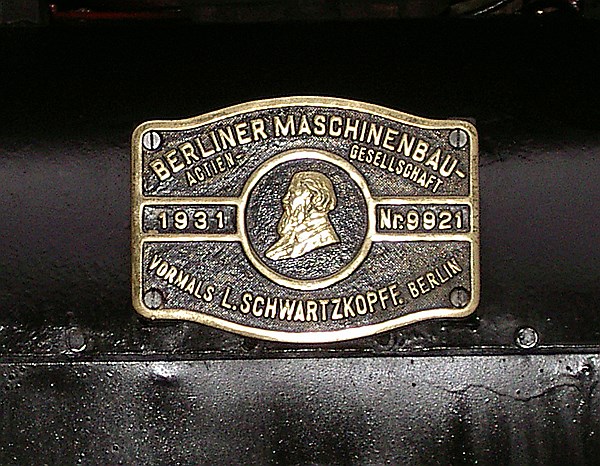 BERLINER MASCHINENBAU-
ACTIEN- GESELLSCHAFT
1931 Nr.9921
VORMALS L. SCHWARTZKOPFF. BERLIN